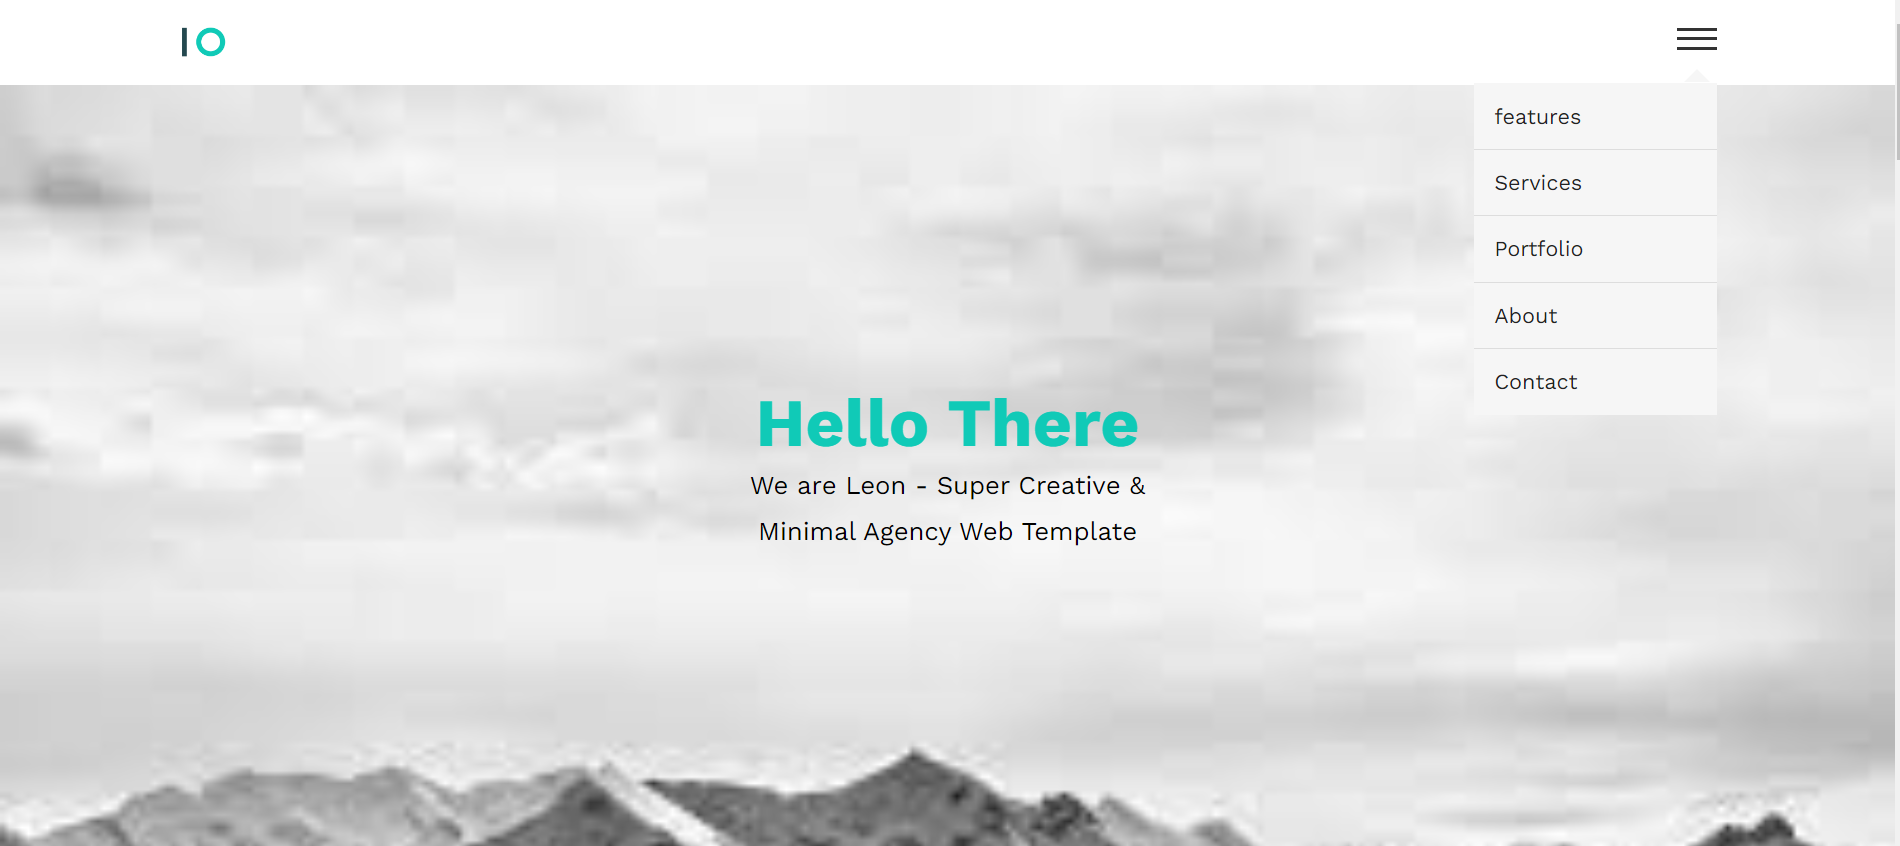 IO
features
Services
Portfolio
About
Contact
Hello There
We are Leon - Super Creative &
Minimal Agency Web Template